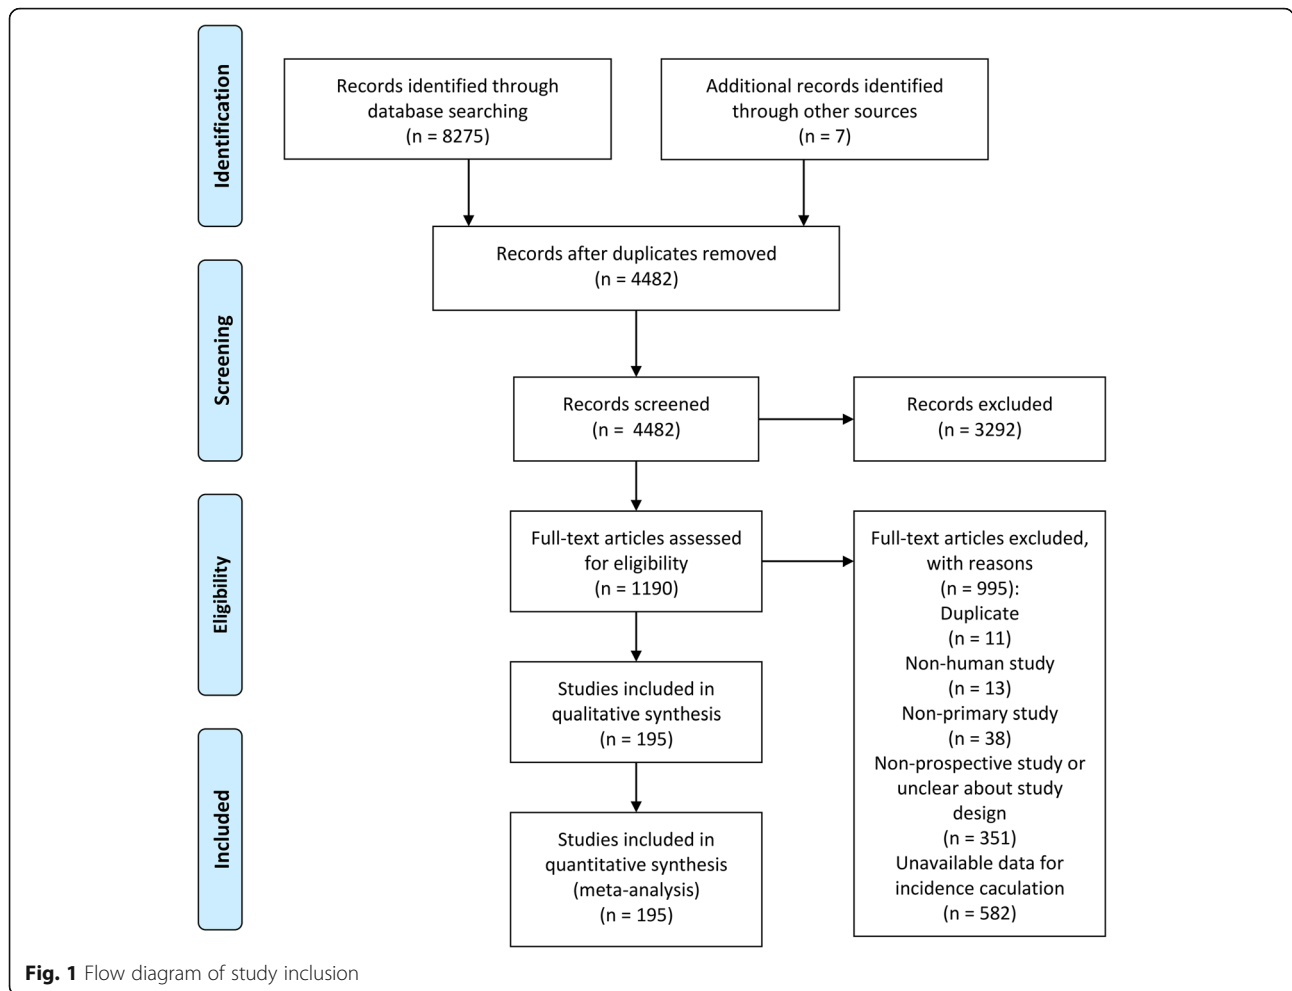 Identification
Records identified through
database searching
(n = 8275)
Additional records identified
through other sources
(n = 7)
Records after duplicates removed
(n = 4482)
Screening
Records screened
(n =  4482)
Records excluded
(n = 3292)
Eligibility
Full-text articles assessed
for eligibility
(n = 1190)
Full-text articles excluded,
with reasons
(n = 995):
Duplicate
(n = 11)
Non-human study
(n = 13)
Non-primary study
(n = 38)
Non-prospective study or
unclear about study
design
(n = 351)
Unavailable data for
incidence caculation
(n = 582)
Studies included in
qualitative synthesis
(n = 195)
Included
Studies included in
quantitative synthesis
(meta-analysis)
(n = 195)
Fig. 1 Flow diagram of study inclusion